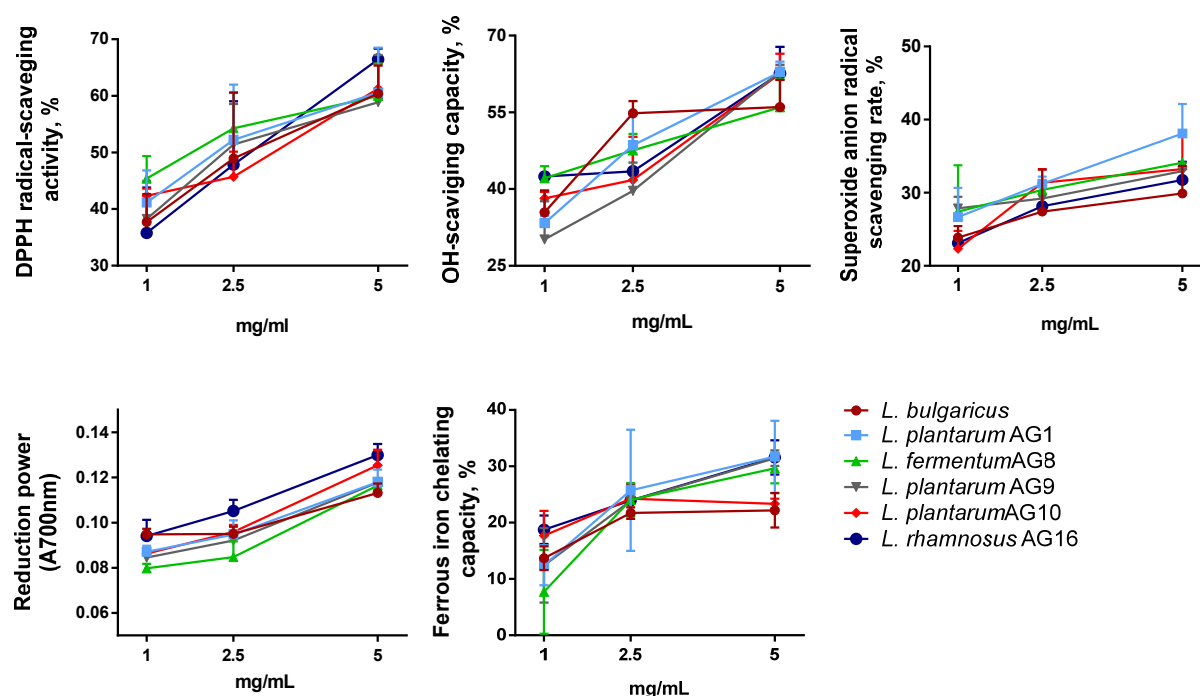 DPPH radical-scaveging
activity, %
70
60
50
40
30
1
2.5
5
mg/ml
OH-scaviging capacity, %
70
55
40
25
1
2.5
5
mg/mL
Superoxide anion radical
scavenging rate, %
50
40
30
20
1
2.5
5
mg/mL
Reduction power
(A700nm)
0.14
0.12
0.10
0.08
0.06
1
2.5
5
mg/mL
Ferrous iron chelating
capacity, %
40
30
20
10
0
1
2.5
5
mg/mL
L. bulgaricus
L. plantarum AG1
L. fermentumAG8
L. plantarum AG9
L. plantarumAG10
L. rhamnosus AG16